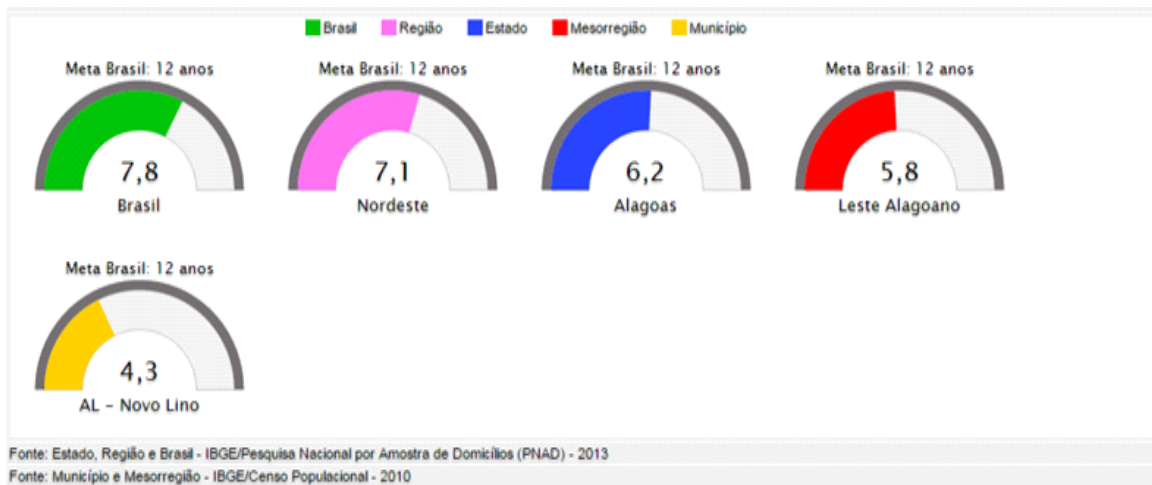 Brasil Região Estado Mesorregião Município
Meta Brasil: 12 anos Meta Brasil: 12 anos Meta Brasil: 12 anos Meta Brasil: 12 anos
7,8 7,1 6,2 5,8
Brasil Nordeste Alagoas Leste Alagoano
Meta Brasil: 12 anos
4,3
AL - Novo Lino
Fonte: Estado, Região e Brasil - IBGE/Pesquisa Nacional por Amostra de Domicílios (PNAD) - 2013
Fonte: Município e Mesorregião - IBGE/Censo Populacional - 2010